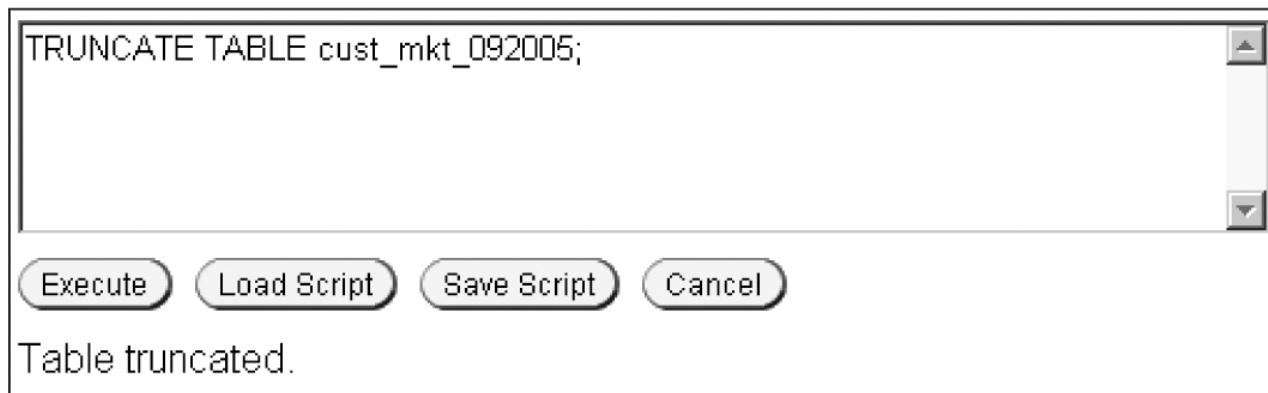 TRUNCATE TABLE cust_mkt_092005;
Execute Load Script Save Script Cancel
Table truncated.